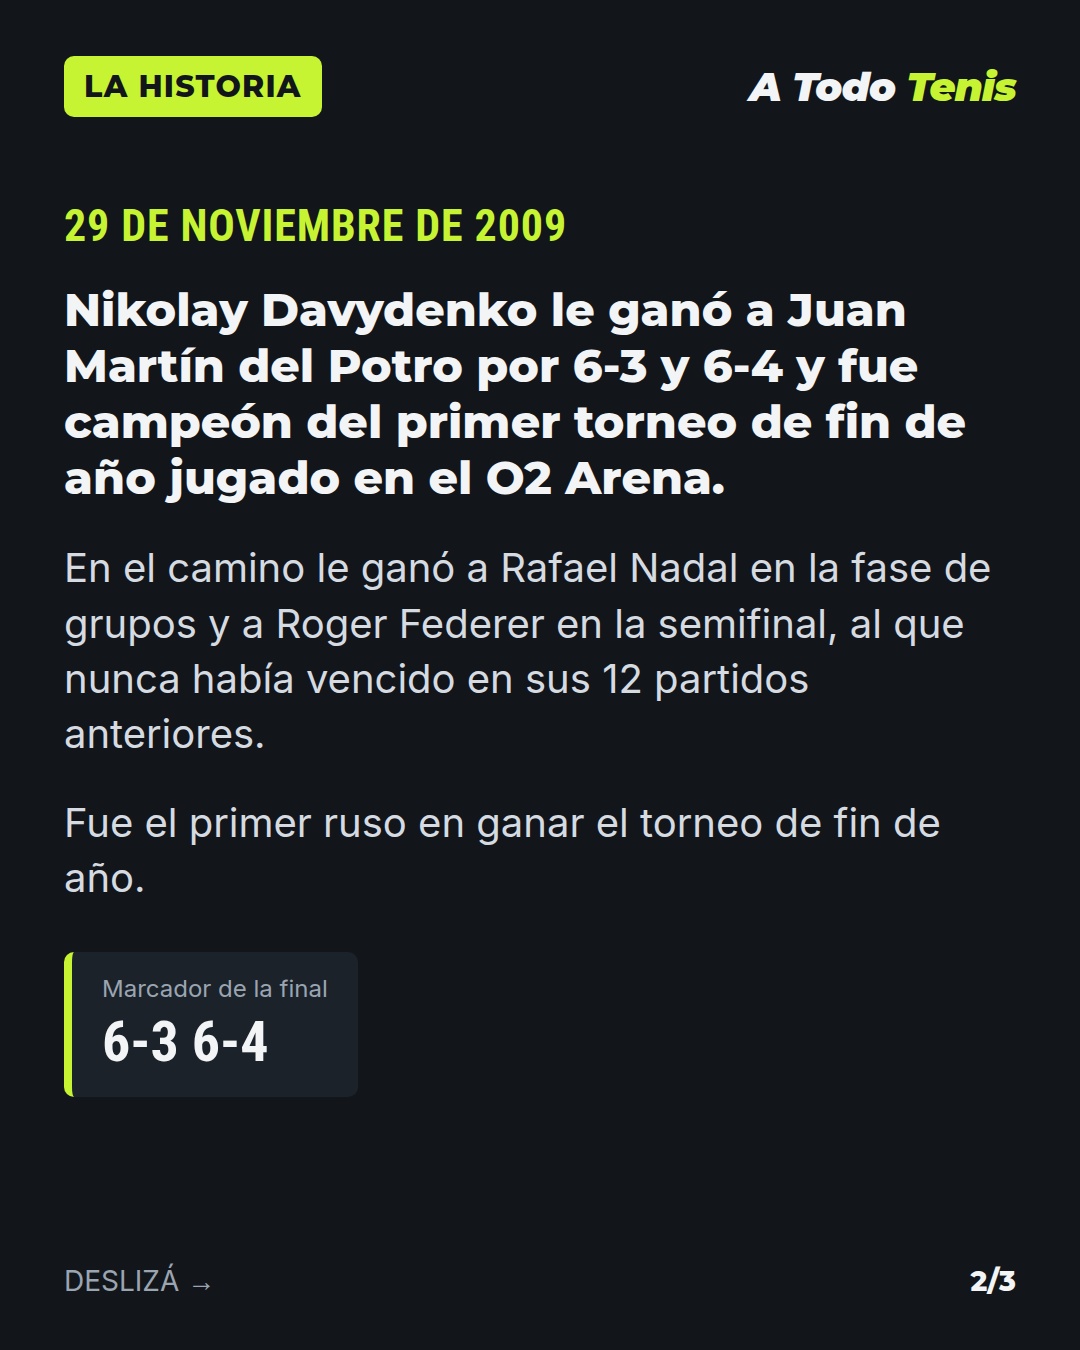 LA HISTORIA
A Todo Tenis
29 DE NOVIEMBRE DE 2009
Nikolay Davydenko le ganó a Juan
Martín del Potro por 6-3 y 6-4 y fue
campeón del primer torneo de fin de
año jugado en el O2 Arena.
En el camino le ganó a Rafael Nadal en la fase de
grupos y a Roger Federer en la semifinal, al que
nunca había vencido en sus 12 partidos
anteriores.
Fue el primer ruso en ganar el torneo de fin de
año.
Marcador de la final
6-3 6-4
DESLIZÁ →
2/3